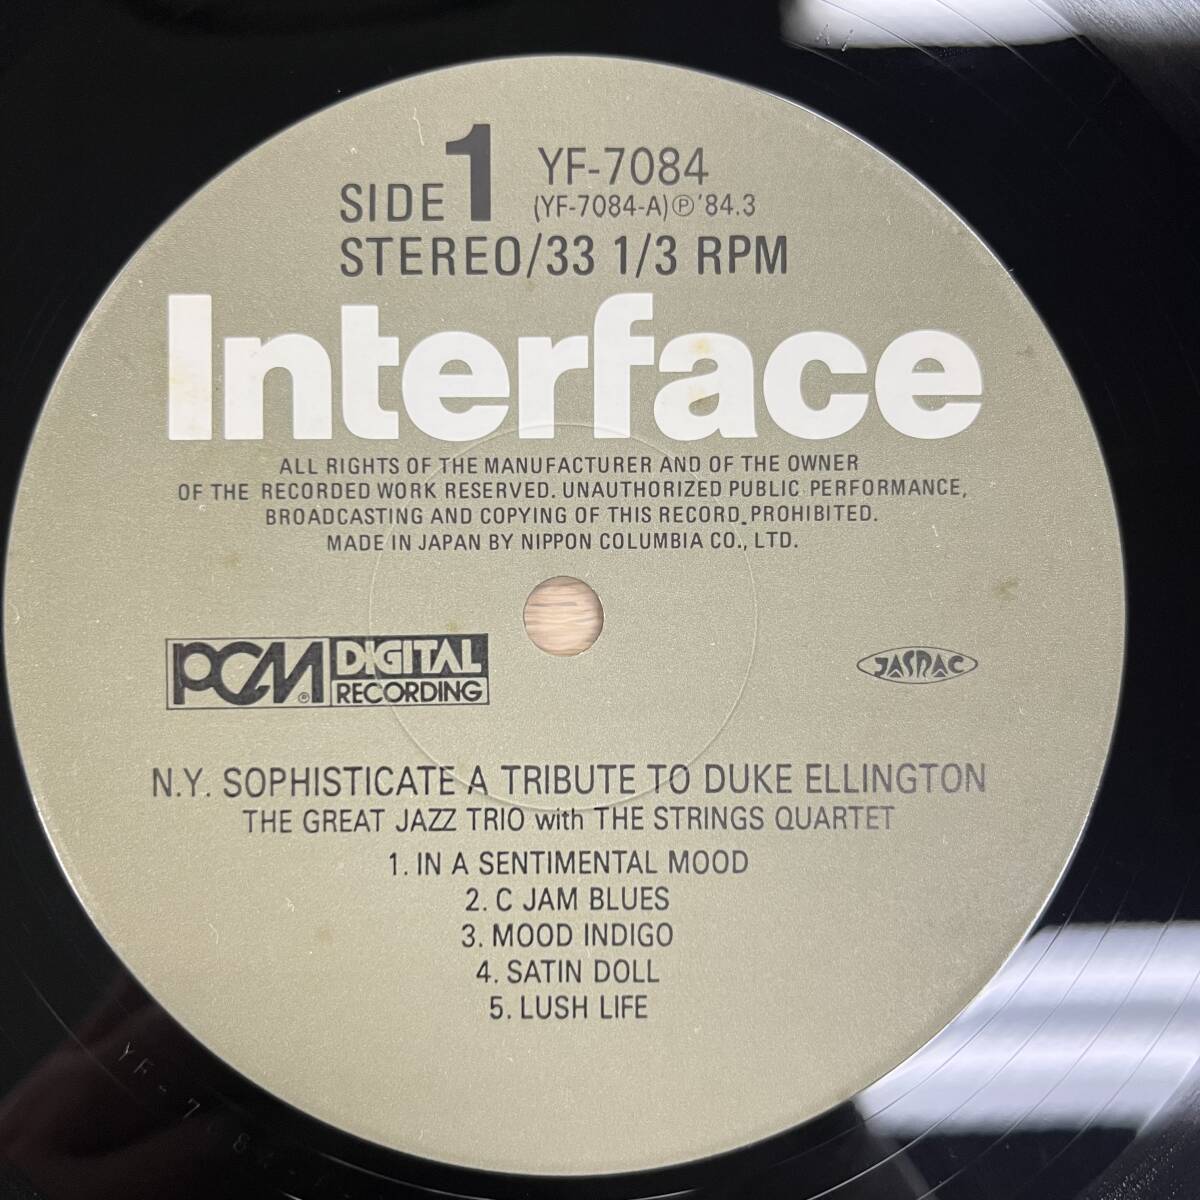 SIDE 1 YF-7084
(YF-7084-A) Ⓟ'84.3
STEREO/33 1/3 RPM
Interface
ALL RIGHTS OF THE MANUFACTURER AND OF THE OWNER
OF THE RECORDED WORK RESERVED. UNAUTHORIZED PUBLIC PERFORMANCE,
BROADCASTING AND COPYING OF THIS RECORD PROHIBITED.
MADE IN JAPAN BY NIPPON COLUMBIA CO., LTD.
PCM® DIGITAL
RECORDING
JASRAC
N.Y. SOPHISTICATE A TRIBUTE TO DUKE ELLINGTON
THE GREAT JAZZ TRIO with THE STRINGS QUARTET
1. IN A SENTIMENTAL MOOD
2. C JAM BLUES
3. MOOD INDIGO
4. SATIN DOLL
5. LUSH LIFE